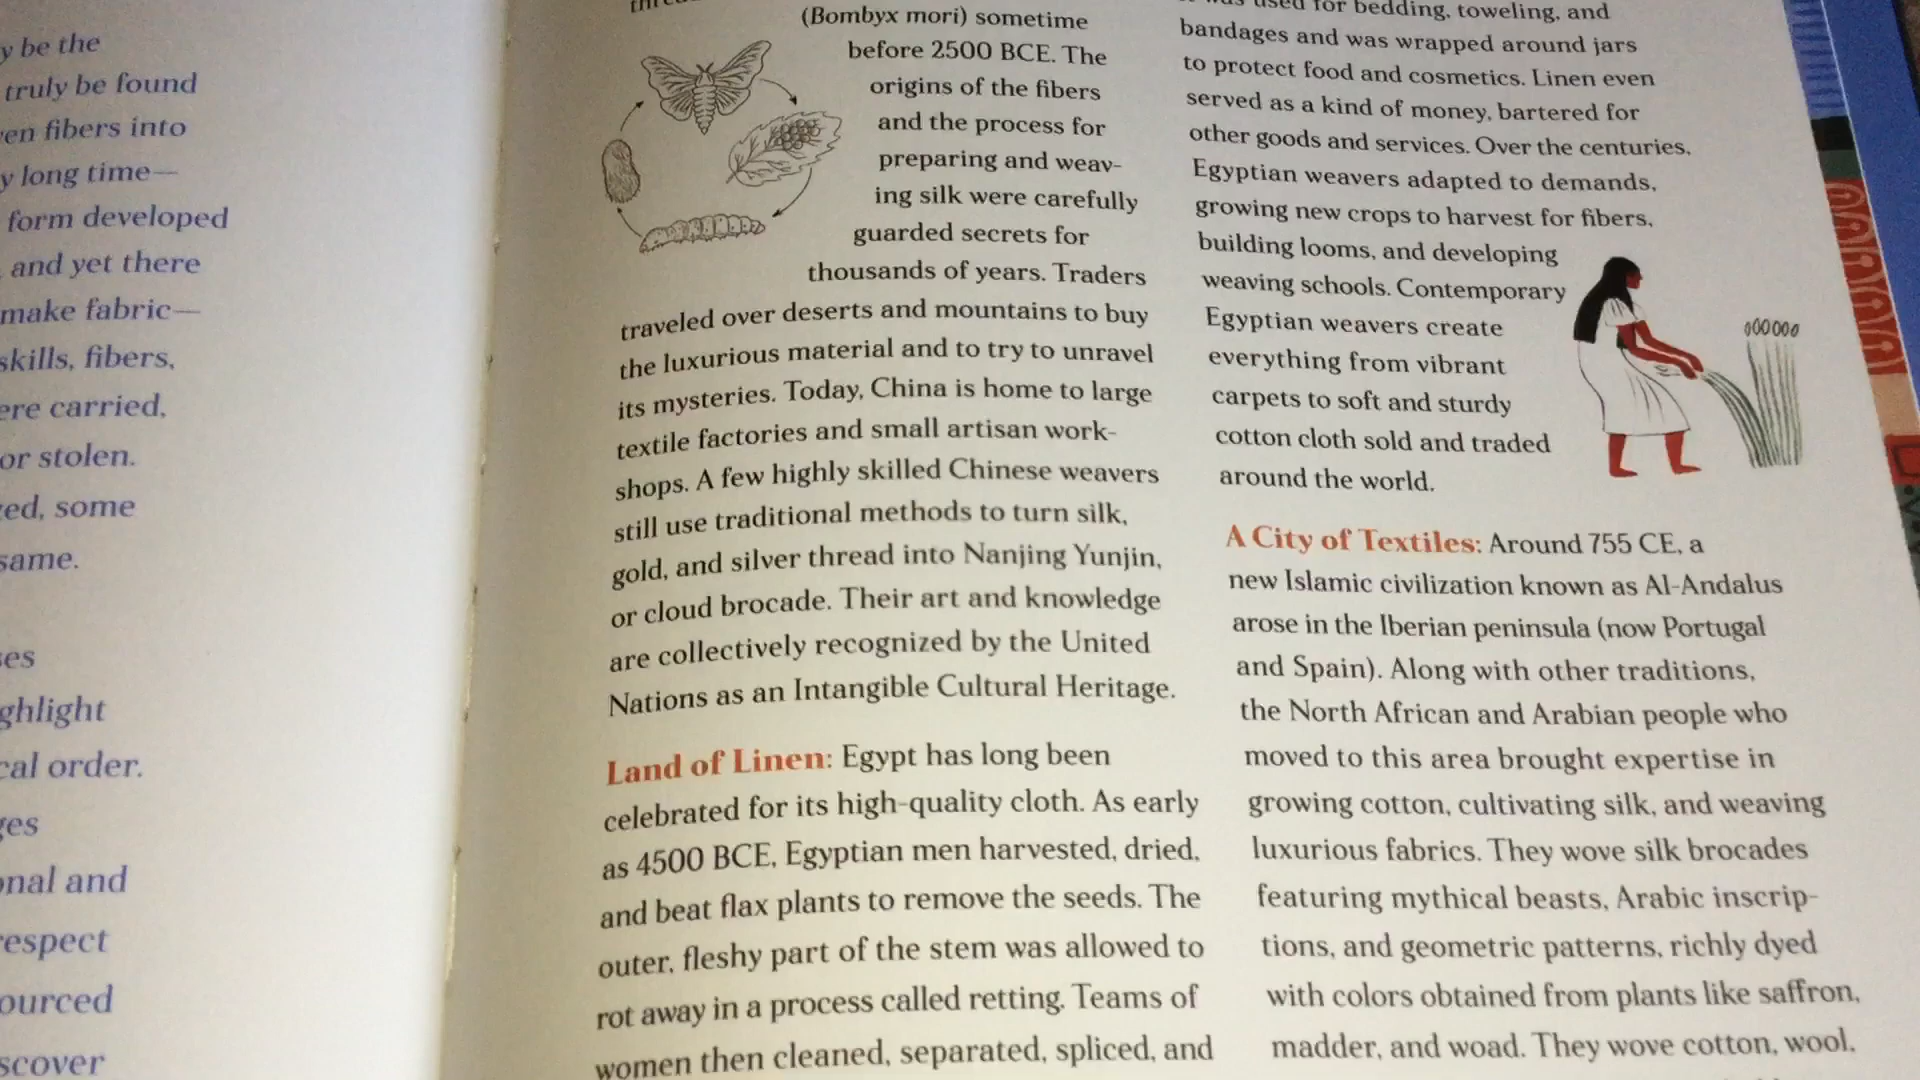 y be the
truly be found
en fibers into
y long time—
form developed
, and yet there
make fabric—
skills, fibers,
ere carried,
or stolen.
ed, some
same.
es
ghlight
cal order.
ges
onal and
respect
ourced
scover
(Bombyx mori) sometime
before 2500 BCE. The
origins of the fibers
and the process for
preparing and weav-
ing silk were carefully
guarded secrets for
thousands of years. Traders
traveled over deserts and mountains to buy
the luxurious material and to try to unravel
its mysteries. Today, China is home to large
textile factories and small artisan work-
shops. A few highly skilled Chinese weavers
still use traditional methods to turn silk,
gold, and silver thread into Nanjing Yunjin,
or cloud brocade. Their art and knowledge
are collectively recognized by the United
Nations as an Intangible Cultural Heritage.
Land of Linen: Egypt has long been
celebrated for its high-quality cloth. As early
as 4500 BCE, Egyptian men harvested, dried,
and beat flax plants to remove the seeds. The
outer, fleshy part of the stem was allowed to
rot away in a process called retting. Teams of
women then cleaned, separated, spliced, and
was used for bedding, toweling, and
bandages and was wrapped around jars
to protect food and cosmetics. Linen even
served as a kind of money, bartered for
other goods and services. Over the centuries,
Egyptian weavers adapted to demands,
growing new crops to harvest for fibers,
building looms, and developing
weaving schools. Contemporary
Egyptian weavers create
everything from vibrant
carpets to soft and sturdy
cotton cloth sold and traded
around the world.
A City of Textiles: Around 755 CE, a
new Islamic civilization known as Al-Andalus
arose in the Iberian peninsula (now Portugal
and Spain). Along with other traditions,
the North African and Arabian people who
moved to this area brought expertise in
growing cotton, cultivating silk, and weaving
luxurious fabrics. They wove silk brocades
featuring mythical beasts, Arabic inscrip-
tions, and geometric patterns, richly dyed
with colors obtained from plants like saffron,
madder, and woad. They wove cotton, wool,